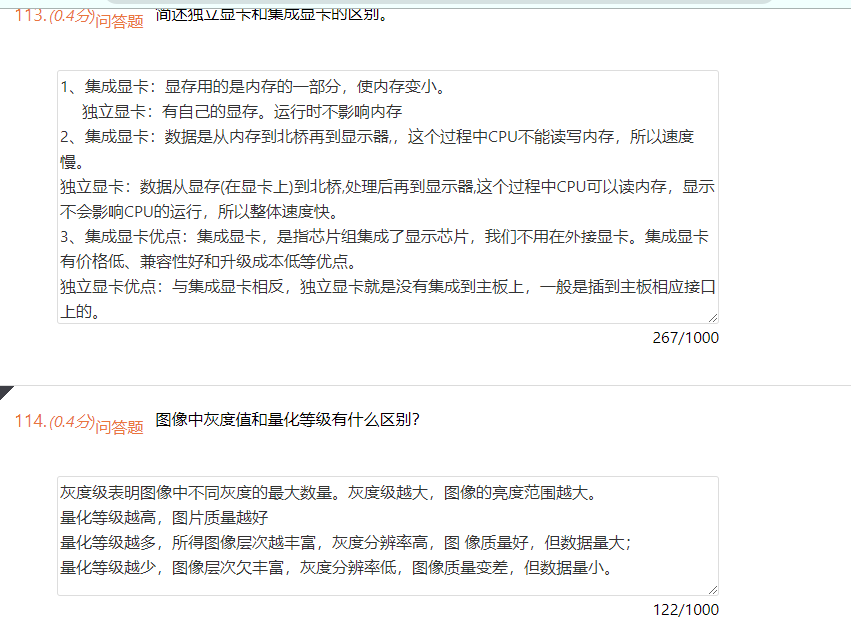 113.(0.4分)问答题 简述独立显卡和集成显卡的区别。
1、集成显卡：显存用的是内存的一部分，使内存变小。
独立显卡：有自己的显存。运行时不影响内存
2、集成显卡：数据是从内存到北桥再到显示器,，这个过程中CPU不能读写内存，所以速度
慢。
独立显卡：数据从显存(在显卡上)到北桥,处理后再到显示器,这个过程中CPU可以读内存，显示
不会影响CPU的运行，所以整体速度快。
3、集成显卡优点：集成显卡，是指芯片组集成了显示芯片，我们不用在外接显卡。集成显卡
有价格低、兼容性好和升级成本低等优点。
独立显卡优点：与集成显卡相反，独立显卡就是没有集成到主板上，一般是插到主板相应接口
上的。
267/1000
114.(0.4分)问答题 图像中灰度值和量化等级有什么区别?
灰度级表明图像中不同灰度的最大数量。灰度级越大，图像的亮度范围越大。
量化等级越高，图片质量越好
量化等级越多，所得图像层次越丰富，灰度分辨率高，图 像质量好，但数据量大；
量化等级越少，图像层次欠丰富，灰度分辨率低，图像质量变差，但数据量小。
122/1000